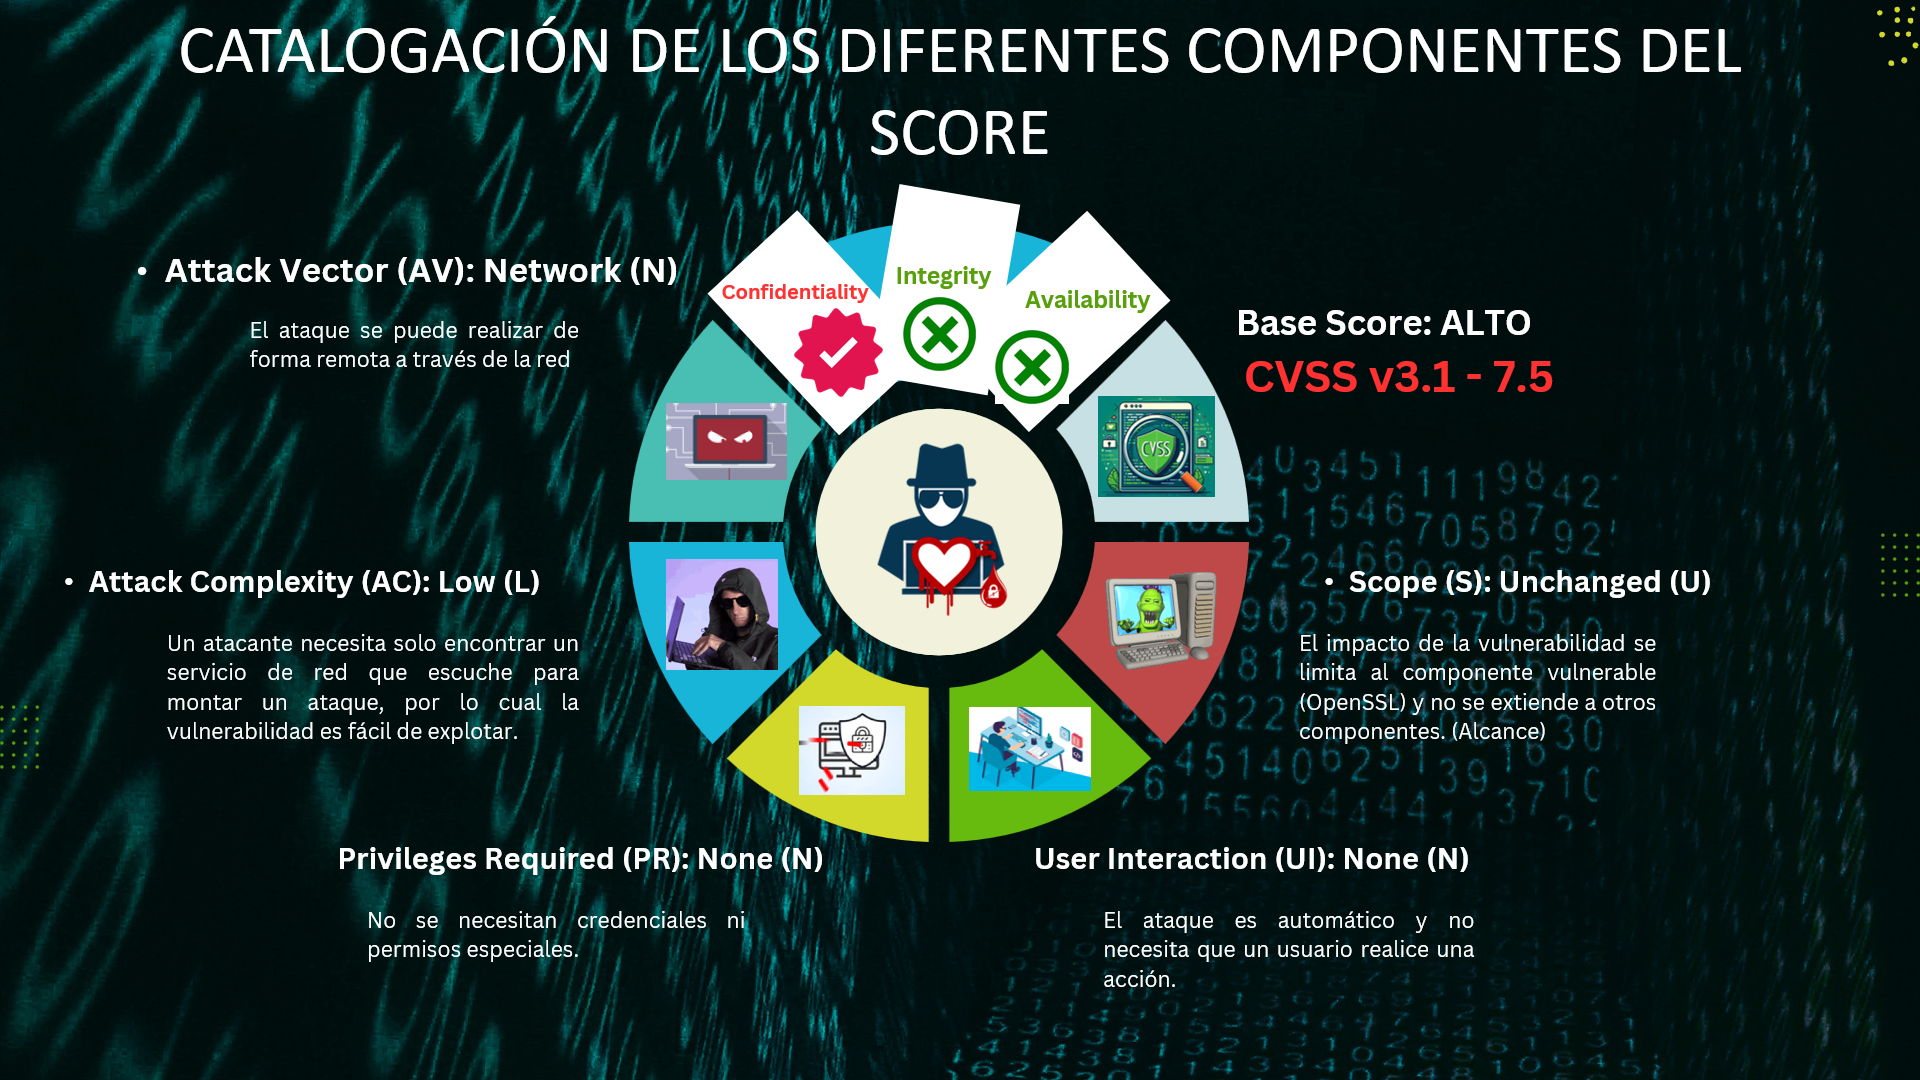 CATALOGACIÓN DE LOS DIFERENTES COMPONENTES DEL
SCORE
• Attack Vector (AV): Network (N)
El ataque se puede realizar de
forma remota a través de la red
Confidentiality
Integrity
Availability
Base Score: ALTO
CVSS v3.1 - 7.5
CVSS
• Attack Complexity (AC): Low (L)
Un atacante necesita solo encontrar un
servicio de red que escuche para
montar un ataque, por lo cual la
vulnerabilidad es fácil de explotar.
• Scope (S): Unchanged (U)
El impacto de la vulnerabilidad se
limita al componente vulnerable
(OpenSSL) y no se extiende a otros
componentes. (Alcance)
Privileges Required (PR): None (N)
No se necesitan credenciales ni
permisos especiales.
User Interaction (UI): None (N)
El ataque es automático y no
necesita que un usuario realice una
acción.